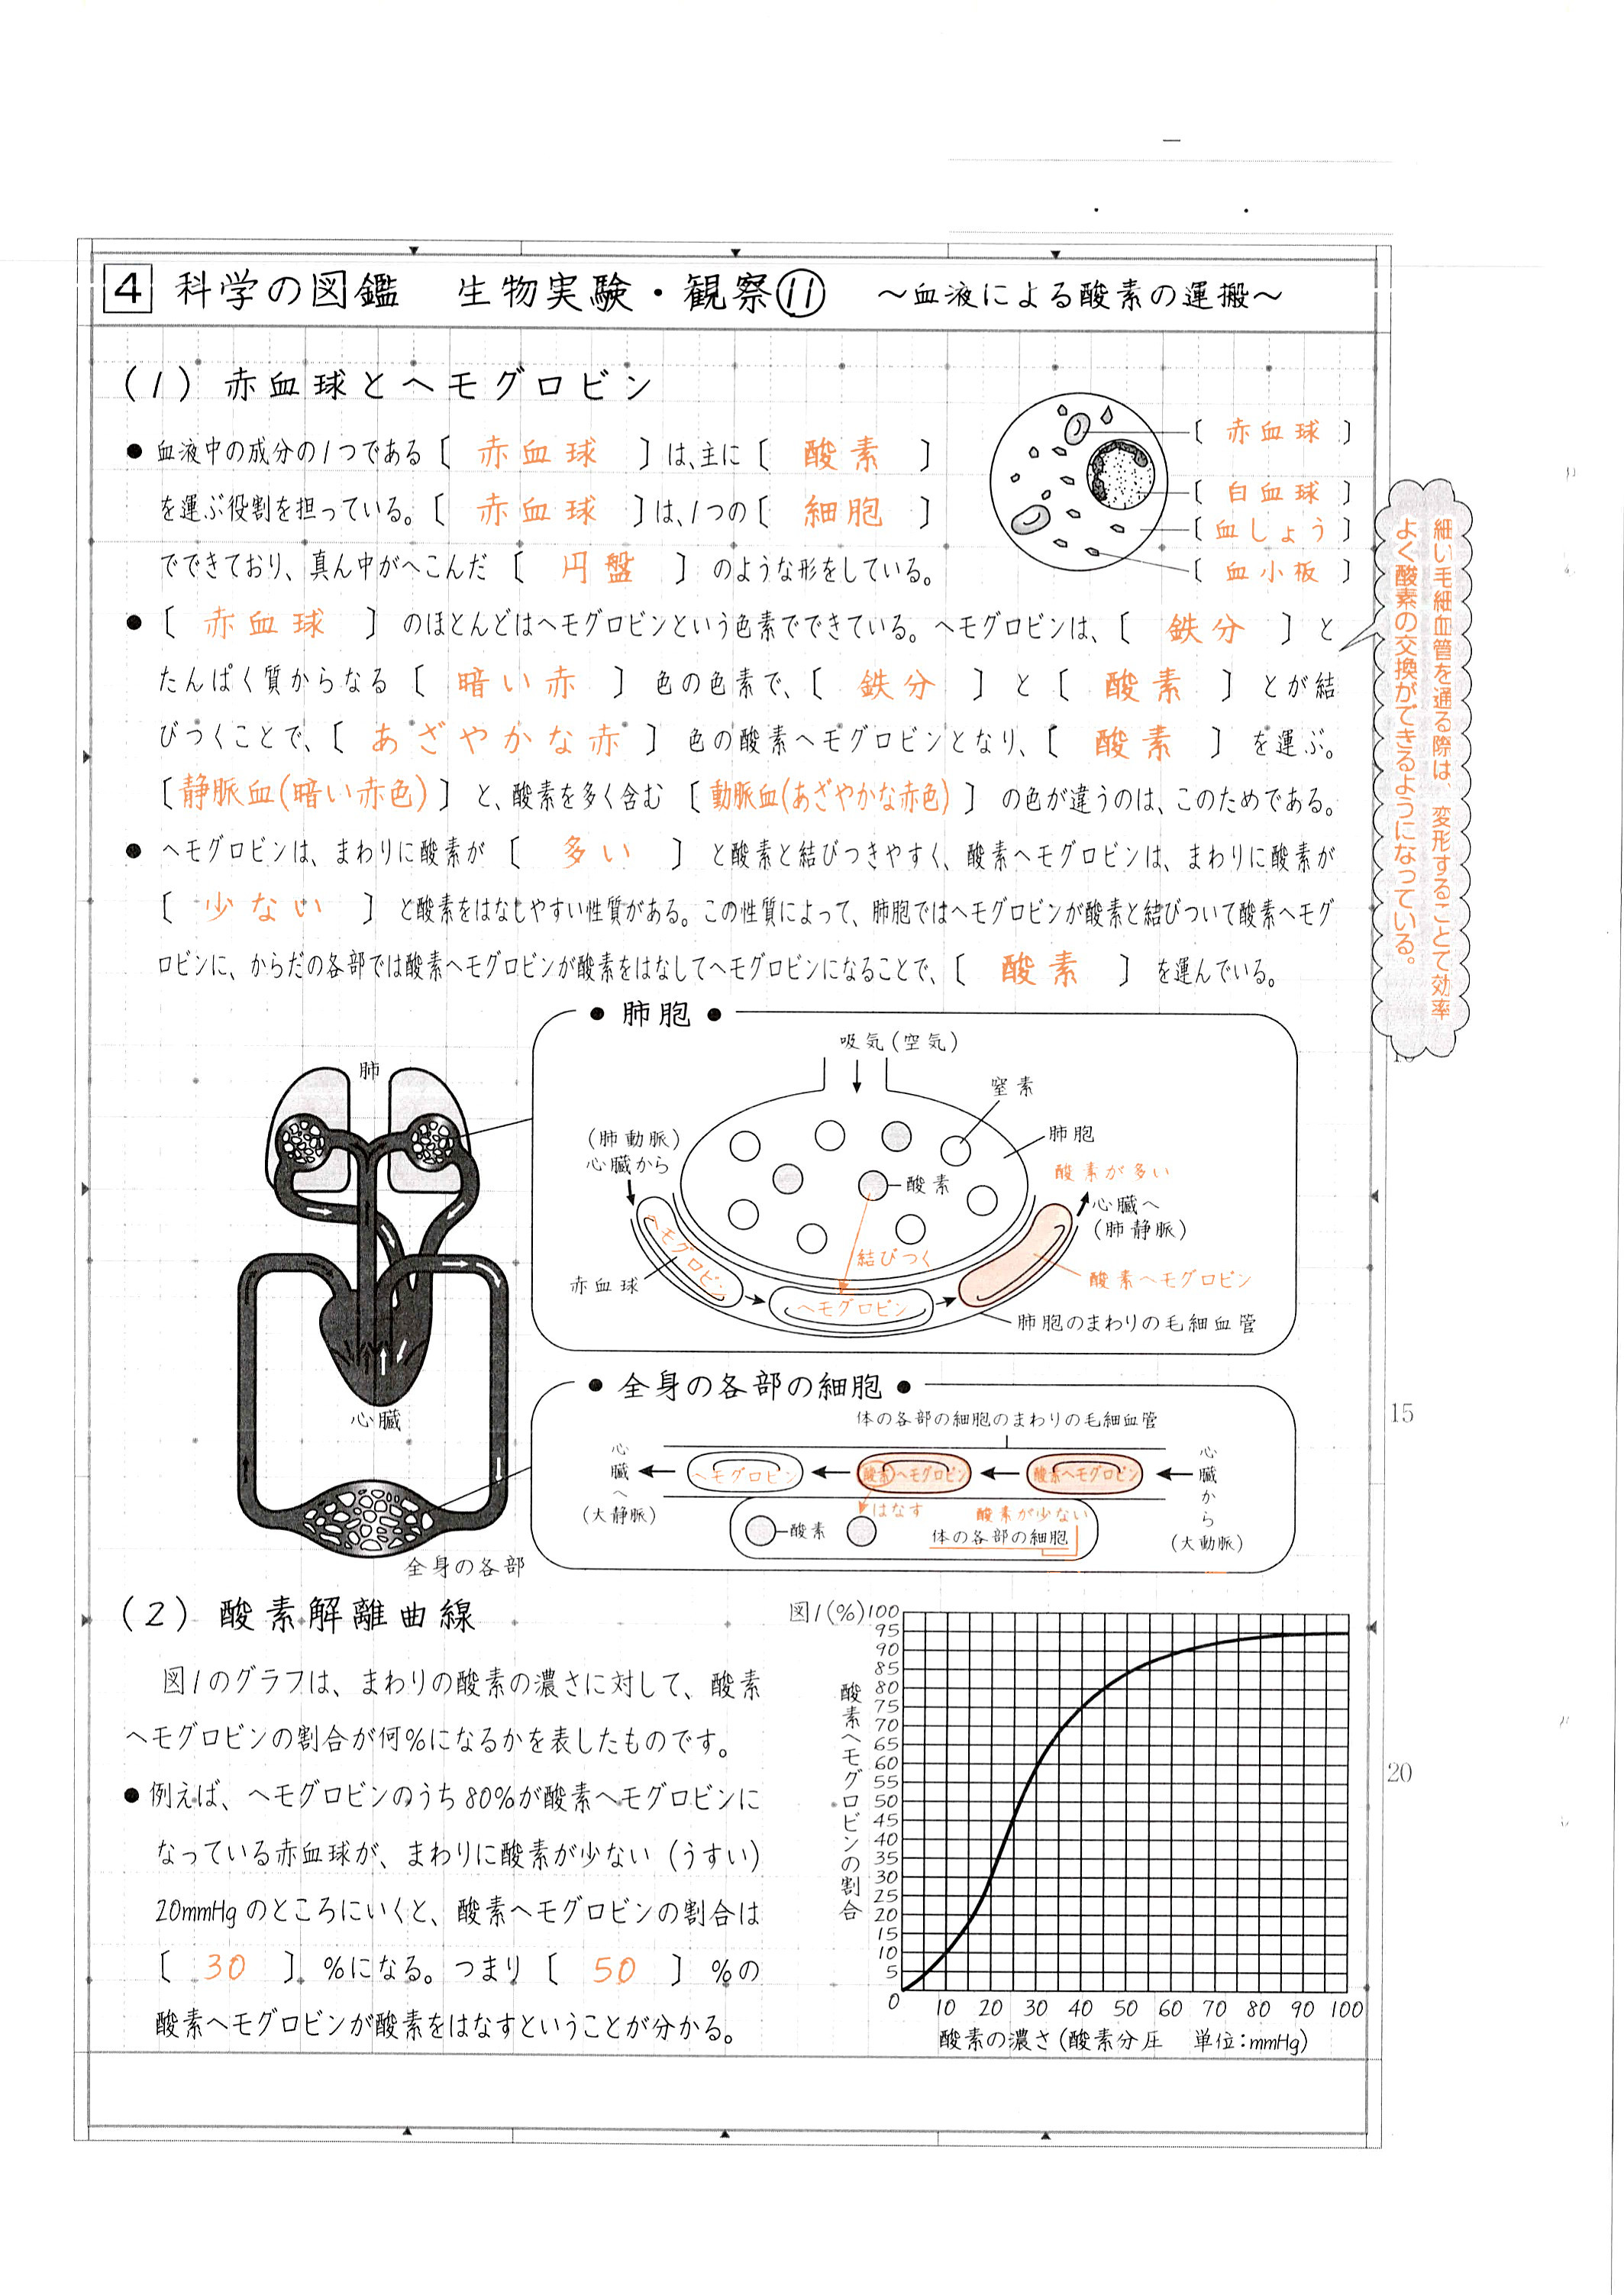 4 科学の図鑑 生物実験・観察⑪ ～血液による酸素の運搬～
(1) 赤血球とヘモグロビン
● 血液中の成分の1つである〔 赤血球 〕は、主に〔 酸素 〕
を運ぶ役割を担っている。〔 赤血球 〕は、1つの〔 細胞 〕
でできており、真ん中がへこんだ〔 円盤 〕のような形をしている。
〔 赤血球 〕
〔 白血球 〕
〔 血しょう 〕
〔 血小板 〕
● 〔 赤血球 〕のほとんどはヘモグロビンという色素でできている。ヘモグロビンは、〔 鉄分 〕と
たんぱく質からなる〔 暗い赤 〕色の色素で、〔 鉄分 〕と〔 酸素 〕とが結
びつくことで、〔 あざやかな赤 〕色の酸素ヘモグロビンとなり、〔 酸素 〕を運ぶ。
〔静脈血(暗い赤色)〕と、酸素を多く含む〔動脈血(あざやかな赤色)〕の色が違うのは、このためである。
● ヘモグロビンは、まわりに酸素が〔 多い 〕と酸素と結びつきやすく、酸素ヘモグロビンは、まわりに酸素が
〔 少ない 〕と酸素をはなしやすい性質がある。この性質によって、肺胞ではヘモグロビンが酸素と結びついて酸素ヘモグ
ロビンに、からだの各部では酸素ヘモグロビンが酸素をはなしてヘモグロビンになることで、〔 酸素 〕を運んでいる。
細い毛細血管を通る際は、変形することで効率
よく酸素の交換ができるようになっている。
肺
心臓
全身の各部
● 肺胞 ●
吸気(空気)
窒素
肺胞
(肺動脈)
心臓から
酸素
酸素が多い
心臓へ
(肺静脈)
ヘモグロビン
結びつく
赤血球
ヘモグロビン
酸素ヘモグロビン
肺胞のまわりの毛細血管
● 全身の各部の細胞 ●
体の各部の細胞のまわりの毛細血管
心臓へ
(大静脈)
ヘモグロビン
酸素ヘモグロビン
酸素ヘモグロビン
心臓から
(大動脈)
はなす
酸素が少ない
酸素
体の各部の細胞
15
20
(2) 酸素解離曲線
図1のグラフは、まわりの酸素の濃さに対して、酸素
ヘモグロビンの割合が何%になるかを表したものです。
● 例えば、ヘモグロビンのうち80%が酸素ヘモグロビンに
なっている赤血球が、まわりに酸素が少ない（うすい）
20mmHgのところにいくと、酸素ヘモグロビンの割合は
〔 30 〕%になる。つまり〔 50 〕%の
酸素ヘモグロビンが酸素をはなすということが分かる。
図1(%)
100
95
90
85
80
75
70
65
60
55
50
45
40
35
30
25
20
15
10
5
酸素ヘモグロビンの割合
0 10 20 30 40 50 60 70 80 90 100
酸素の濃さ(酸素分圧 単位:mmHg)